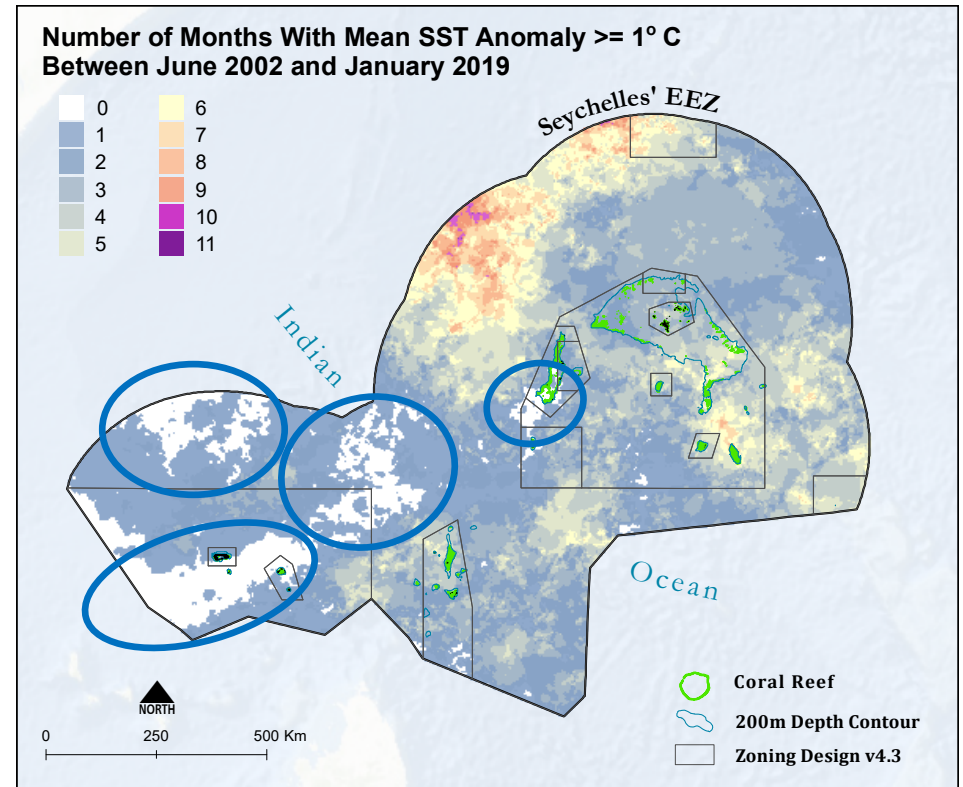 Number of Months With Mean SST Anomaly >= 1° C
Between June 2002 and January 2019
0 6
1 7
2 8
3 9
4 10
5 11
Seychelles' EEZ
Indian
Ocean
Coral Reef
200m Depth Contour
Zoning Design v4.3
NORTH
0 250 500 Km